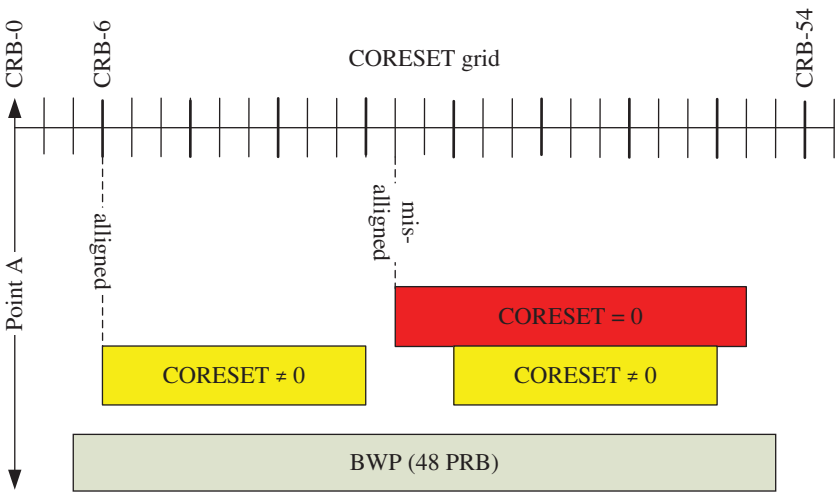 CRB-0
CRB-6
CORESET grid
CRB-54
alligned
mis-
alligned
Point A
CORESET = 0
CORESET ≠ 0
CORESET ≠ 0
BWP (48 PRB)